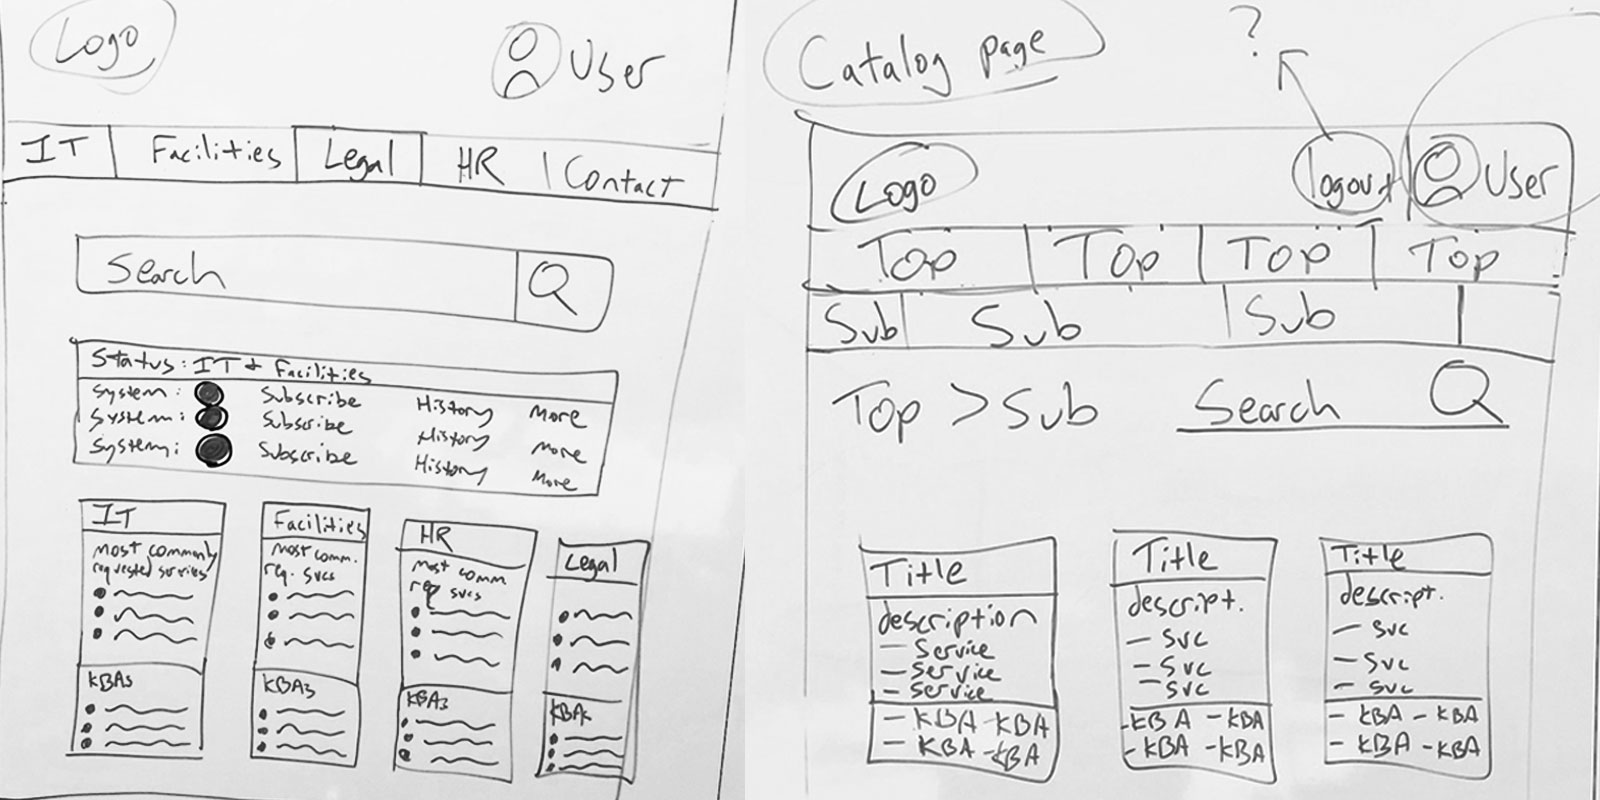 Logo
User
IT Facilities Legal HR Contact
Search
Status: IT + Facilities
System: Subscribe History More
System: Subscribe History More
System: Subscribe History More
IT
most commonly
requested services
KBAs
Facilities
most comm.
req. svcs
KBAs
HR
most comm
req svcs
KBAs
Legal
KBAs
Catalog page
?
Logo logout User
Top Top Top Top
Sub Sub Sub
Top > Sub Search
Title
description
– Service
– Service
– Service
– KBA – KBA
– KBA – KBA
Title
descript.
– svc
– svc
– svc
– KBA – KBA
– KBA – KBA
Title
descript.
– svc
– svc
– svc
– KBA – KBA
– KBA – KBA